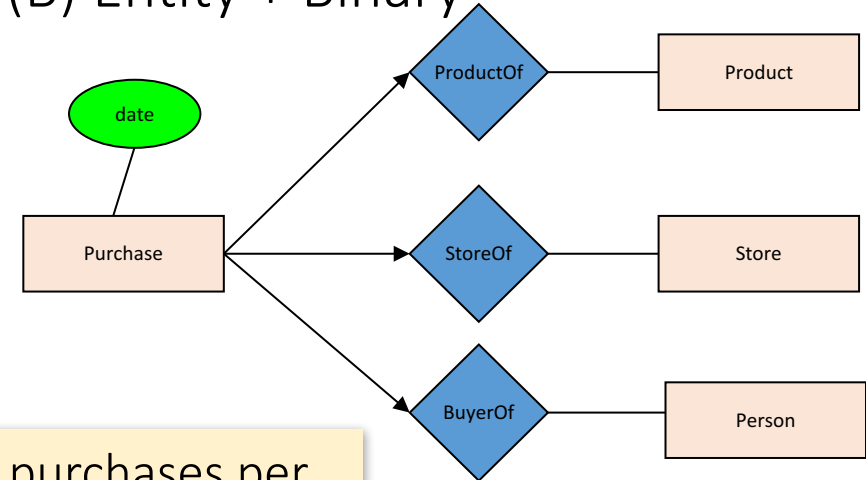 (B) Entity + Binary
ProductOf
Product
date
Purchase
StoreOf
Store
BuyerOf
Person
purchases per